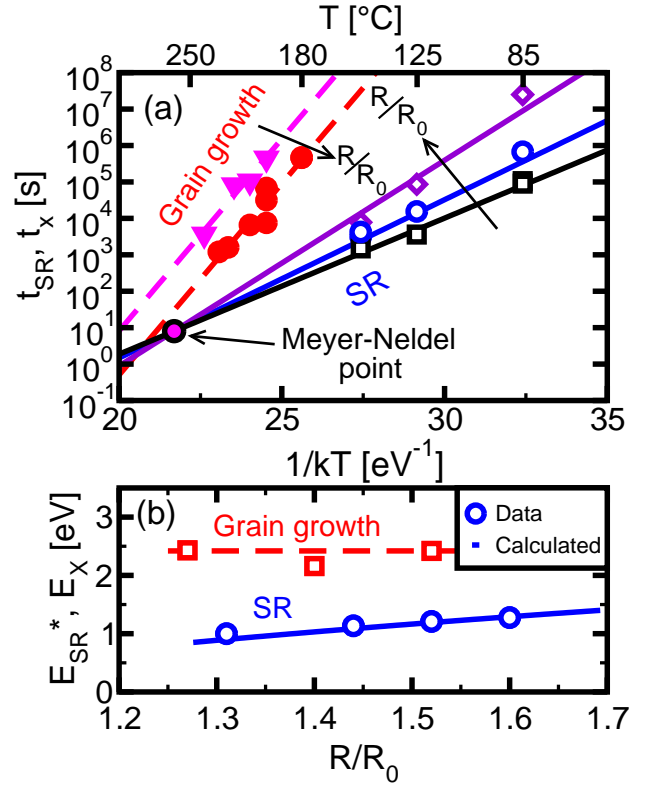 T [°C]
250 180 125 85
(a)
10^8
10^7
10^6
10^5
10^4
10^3
10^2
10^1
10^0
10^-1
t_SR, t_x [s]
Grain growth
R/R_0
R/R_0
SR
Meyer-Neldel
point
20 25 30 35
1/kT [eV^-1]
(b)
Grain growth
SR
Data
Calculated
3
2
1
0
E_SR*, E_X [eV]
1.2 1.3 1.4 1.5 1.6 1.7
R/R_0